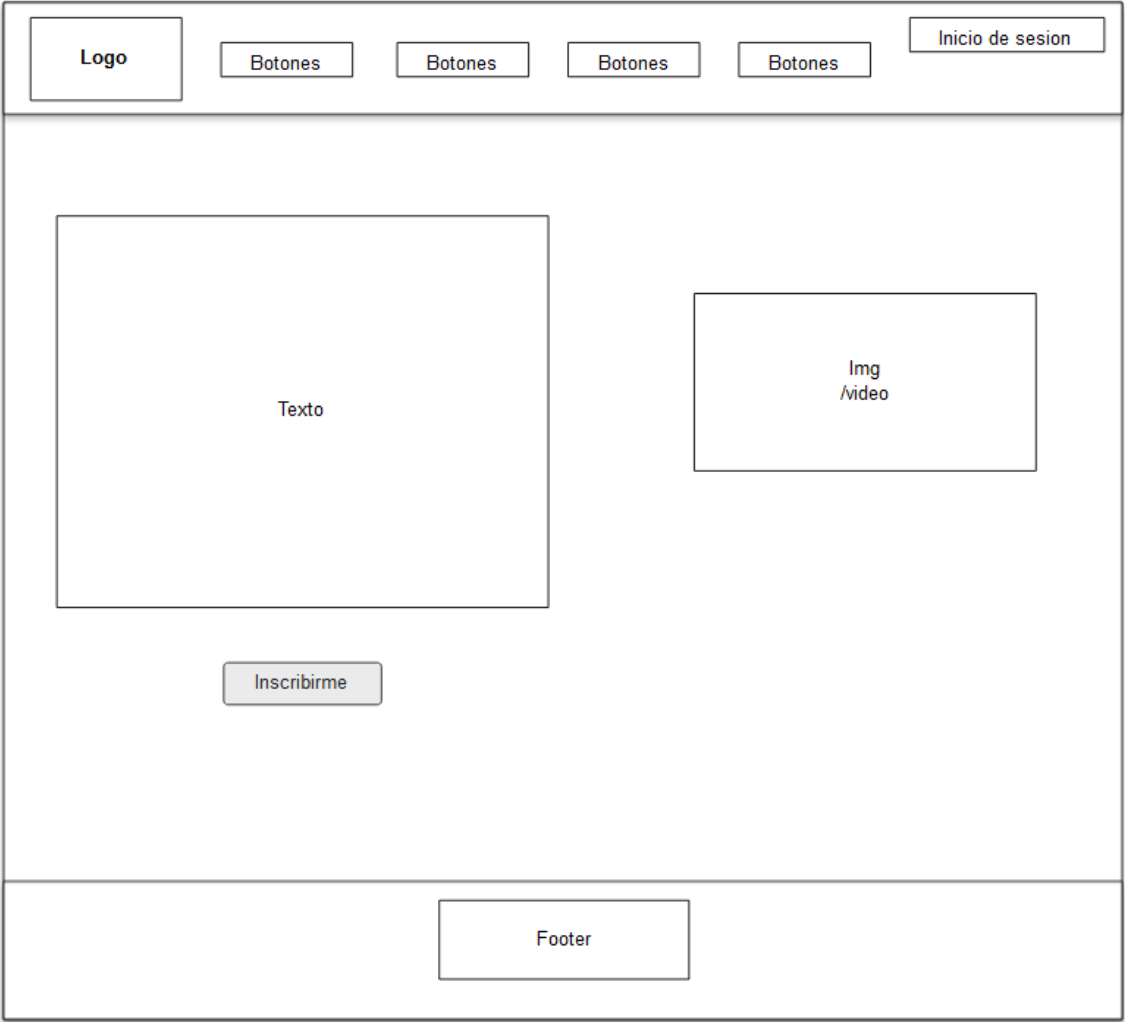 Logo
Botones
Botones
Botones
Botones
Inicio de sesion
Texto
Img
/video
Inscribirme
Footer